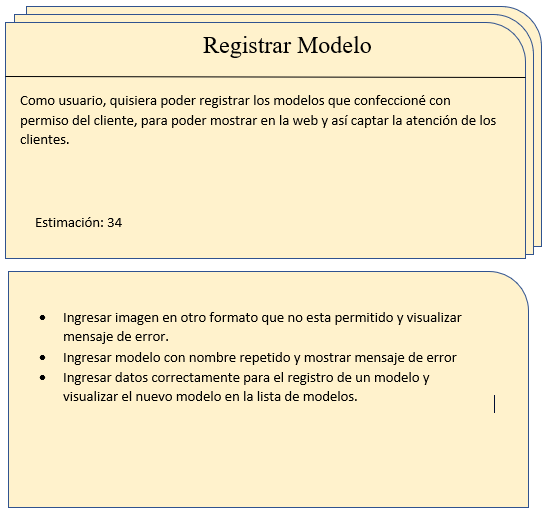 Registrar Modelo
Como usuario, quisiera poder registrar los modelos que confeccioné con
permiso del cliente, para poder mostrar en la web y así captar la atención de los
clientes.
Estimación: 34
• Ingresar imagen en otro formato que no esta permitido y visualizar
mensaje de error.
• Ingresar modelo con nombre repetido y mostrar mensaje de error
• Ingresar datos correctamente para el registro de un modelo y
visualizar el nuevo modelo en la lista de modelos.